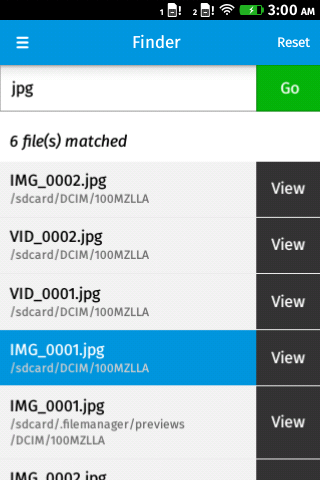 1 ! 2 ! 3:00 AM
Finder Reset
jpg Go
6 file(s) matched
IMG_0002.jpg
/sdcard/DCIM/100MZLLA
View
VID_0002.jpg
/sdcard/DCIM/100MZLLA
View
VID_0001.jpg
/sdcard/DCIM/100MZLLA
View
IMG_0001.jpg
/sdcard/DCIM/100MZLLA
View
IMG_0001.jpg
/sdcard/.filemanager/previews
/DCIM/100MZLLA
View
IMG_0002.jpg